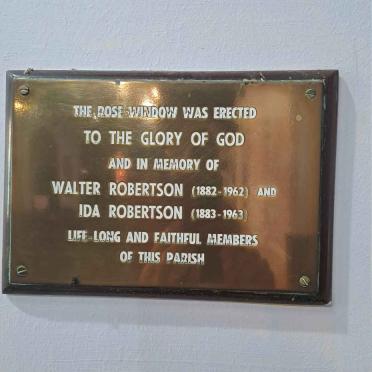 THE ROSE WINDOW WAS ERECTED
TO THE GLORY OF GOD
AND IN MEMORY OF
WALTER ROBERTSON (1882-1962) AND
IDA ROBERTSON (1883-1963)
LIFE-LONG AND FAITHFUL MEMBERS
OF THIS PARISH